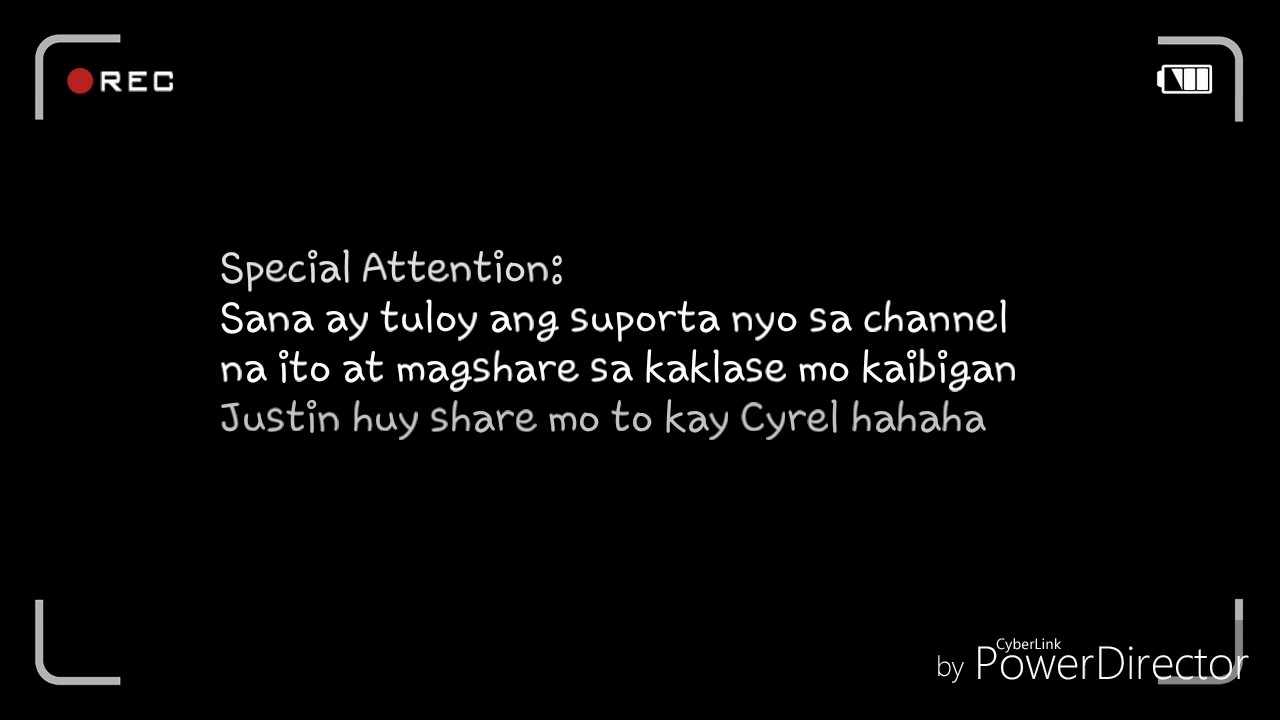 REC
Special Attention:
Sana ay tuloy ang suporta nyo sa channel
na ito at magshare sa kaklase mo kaibigan
Justin huy share mo to kay Cyrel hahaha
CyberLink
by PowerDirector